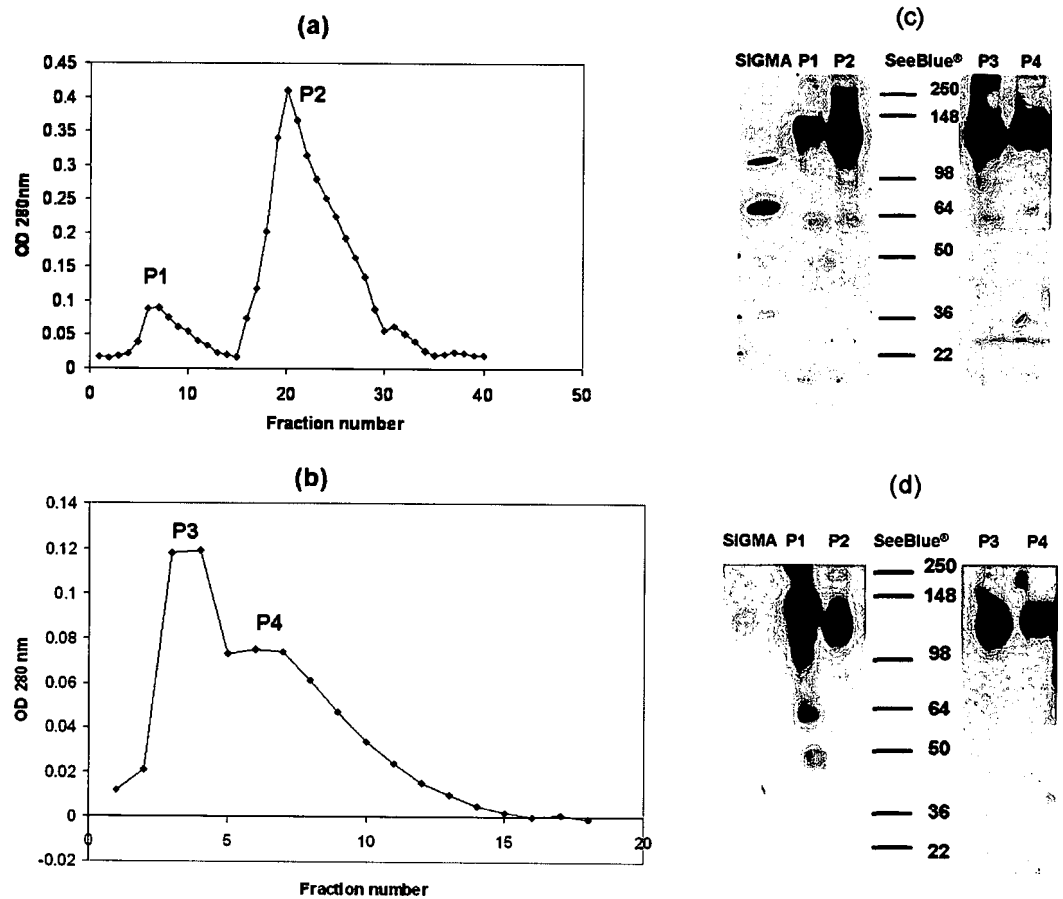 (a)
0.45
0.4
0.35
0.3
0.25
0.2
0.15
0.1
0.05
0
OD 280nm
P1
P2
0 10 20 30 40 50
Fraction number
(b)
0.14
0.12
0.1
0.08
0.06
0.04
0.02
0
-0.02
OD 280 nm
P3
P4
0 5 10 15 20
Fraction number
(c)
SIGMA P1 P2 SeeBlue® P3 P4
250
148
98
64
50
36
22
(d)
SIGMA P1 P2 SeeBlue® P3 P4
250
148
98
64
50
36
22